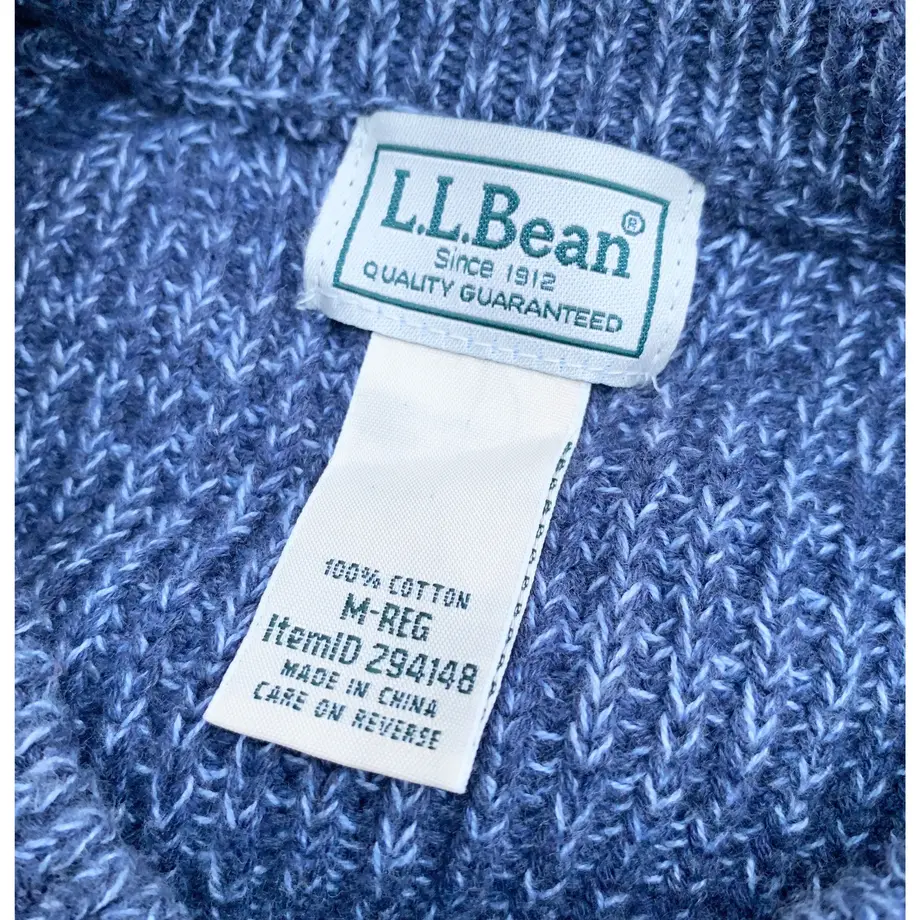 L.L.Bean®
Since 1912
QUALITY GUARANTEED
100% COTTON
M-REG
ItemID 294148
MADE IN CHINA
CARE ON REVERSE